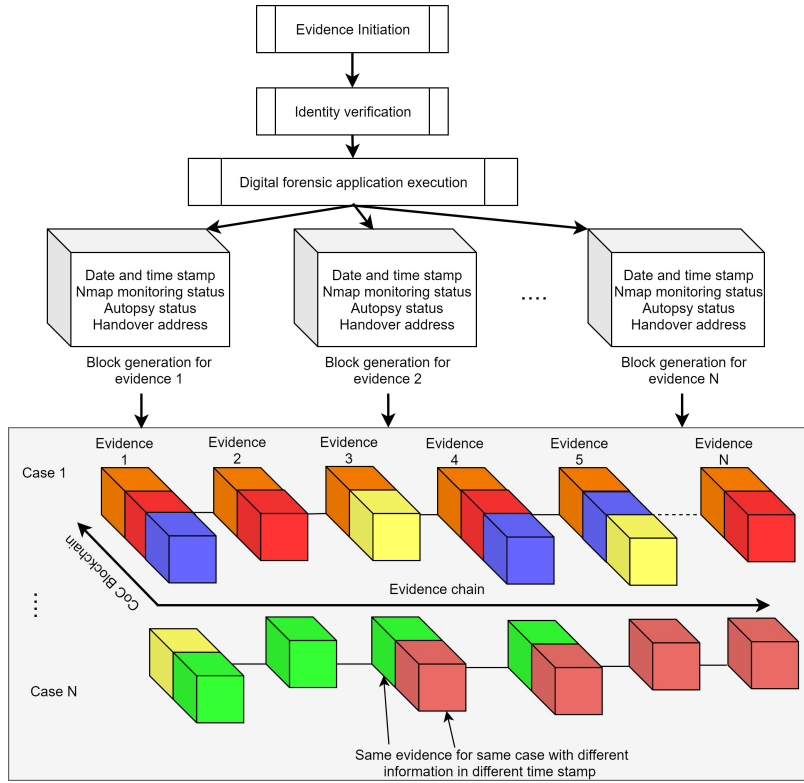 Evidence Initiation
Identity verification
Digital forensic application execution
Date and time stamp
Nmap monitoring status
Autopsy status
Handover address
Date and time stamp
Nmap monitoring status
Autopsy status
Handover address
....
Date and time stamp
Nmap monitoring status
Autopsy status
Handover address
Block generation for
evidence 1
Block generation for
evidence 2
Block generation for
evidence N
Case 1
Evidence
1
Evidence
2
Evidence
3
Evidence
4
Evidence
5
Evidence
N
CoC Blockchain
Evidence chain
....
Case N
Same evidence for same case with different
information in different time stamp